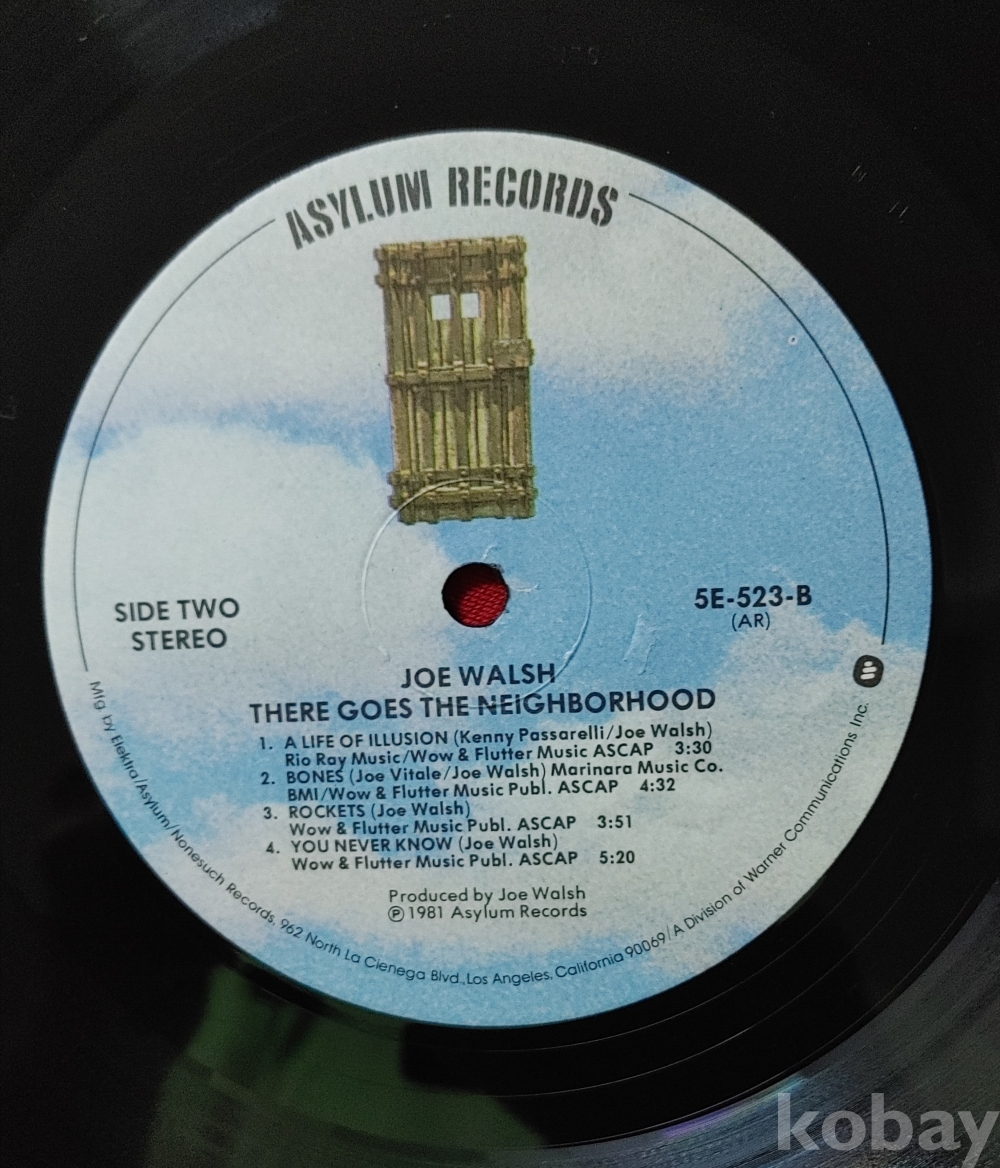 ASYLUM RECORDS
SIDE TWO
STEREO
5E-523-B
(AR)
JOE WALSH
THERE GOES THE NEIGHBORHOOD
1. A LIFE OF ILLUSION (Kenny Passarelli/Joe Walsh)
Rio Ray Music/Wow & Flutter Music ASCAP 3:30
2. BONES (Joe Vitale/Joe Walsh) Marinara Music Co.
BMI/Wow & Flutter Music Publ. ASCAP 4:32
3. ROCKETS (Joe Walsh)
Wow & Flutter Music Publ. ASCAP 3:51
4. YOU NEVER KNOW (Joe Walsh)
Wow & Flutter Music Publ. ASCAP 5:20
Produced by Joe Walsh
℗ 1981 Asylum Records
Mfg. by Elektra/Asylum/Nonesuch Records, 962 North La Cienega Blvd., Los Angeles, California 90069/A Division of Warner Communications Inc.
kobay